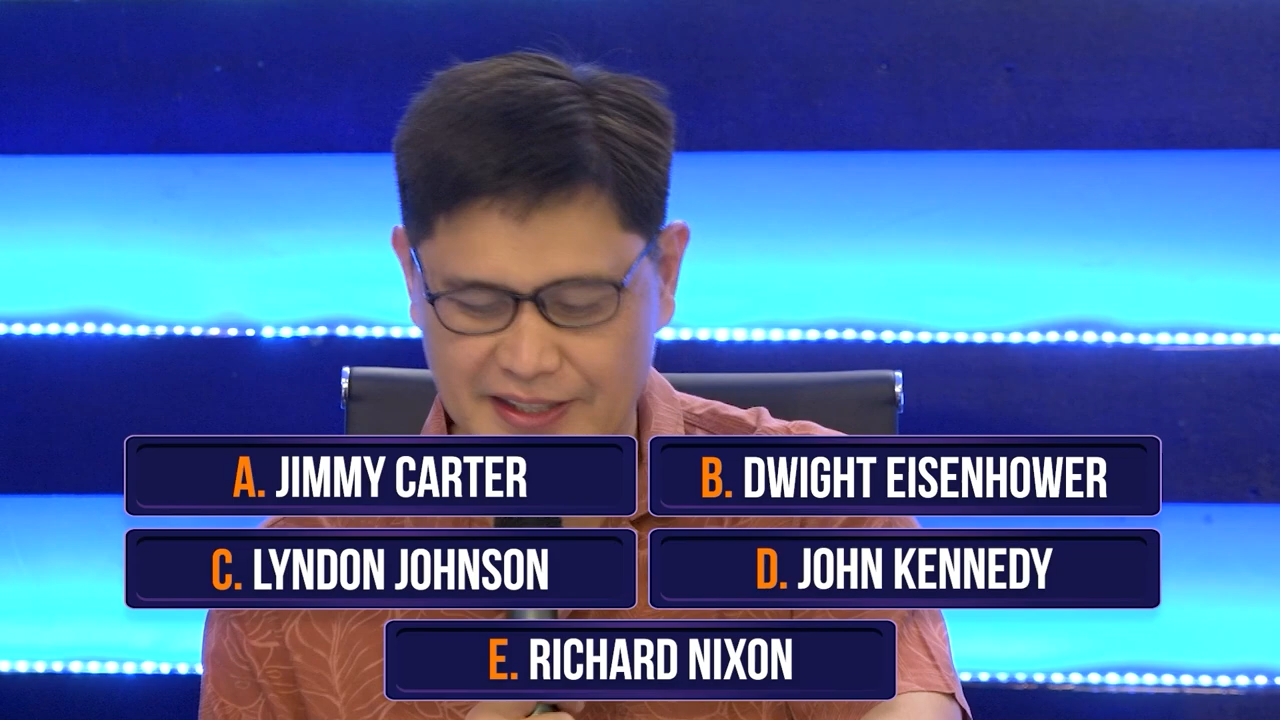 A. JIMMY CARTER
B. DWIGHT EISENHOWER
C. LYNDON JOHNSON
D. JOHN KENNEDY
E. RICHARD NIXON